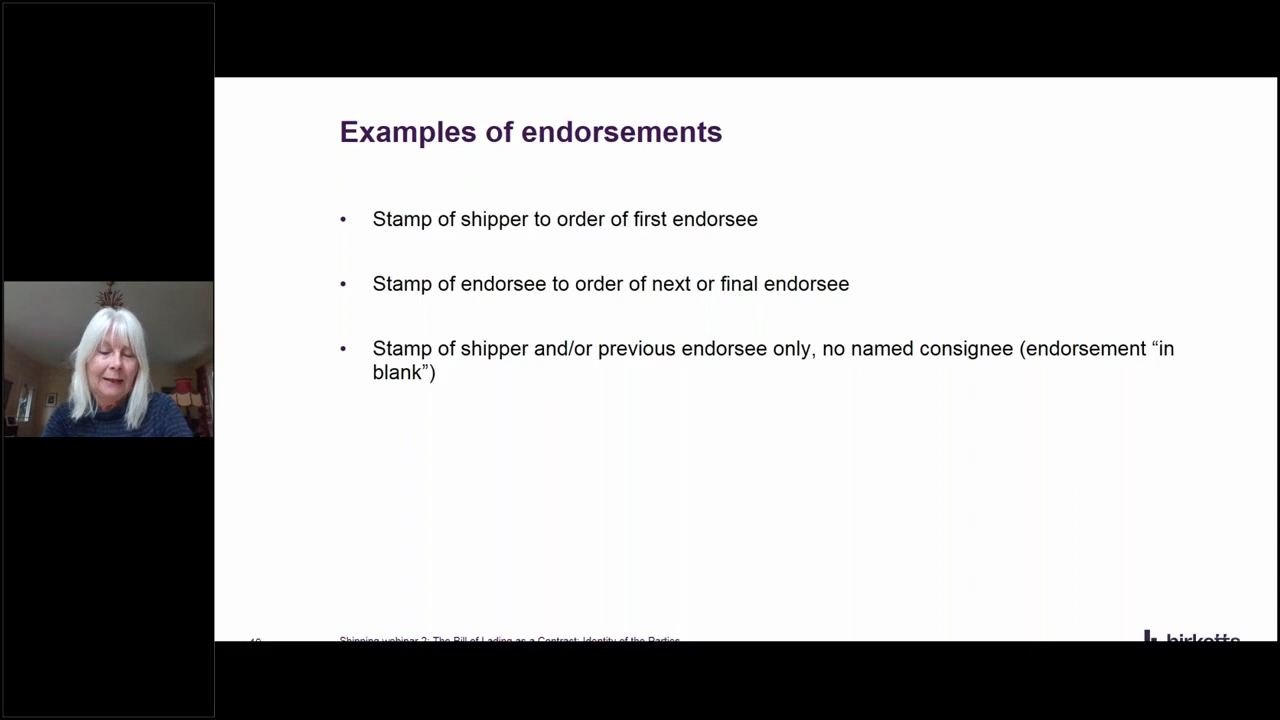 Examples of endorsements
• Stamp of shipper to order of first endorsee
• Stamp of endorsee to order of next or final endorsee
• Stamp of shipper and/or previous endorsee only, no named consignee (endorsement “in
blank”)
Shipping webinar 2: The Bill of Lading as a Contract: Identity of the Parties
birketts